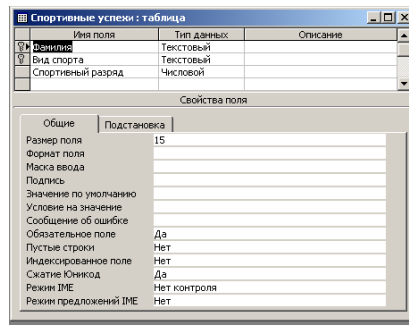 Спортивные успехи : таблица
Имя поля Тип данных Описание
Фамилия Текстовый
Вид спорта Текстовый
Спортивный разряд Числовой
Свойства поля
Общие Подстановка
Размер поля 15
Формат поля
Маска ввода
Подпись
Значение по умолчанию
Условие на значение
Сообщение об ошибке
Обязательное поле Да
Пустые строки Нет
Индексированное поле Нет
Сжатие Юникод Да
Режим IME Нет контроля
Режим предложений IME Нет